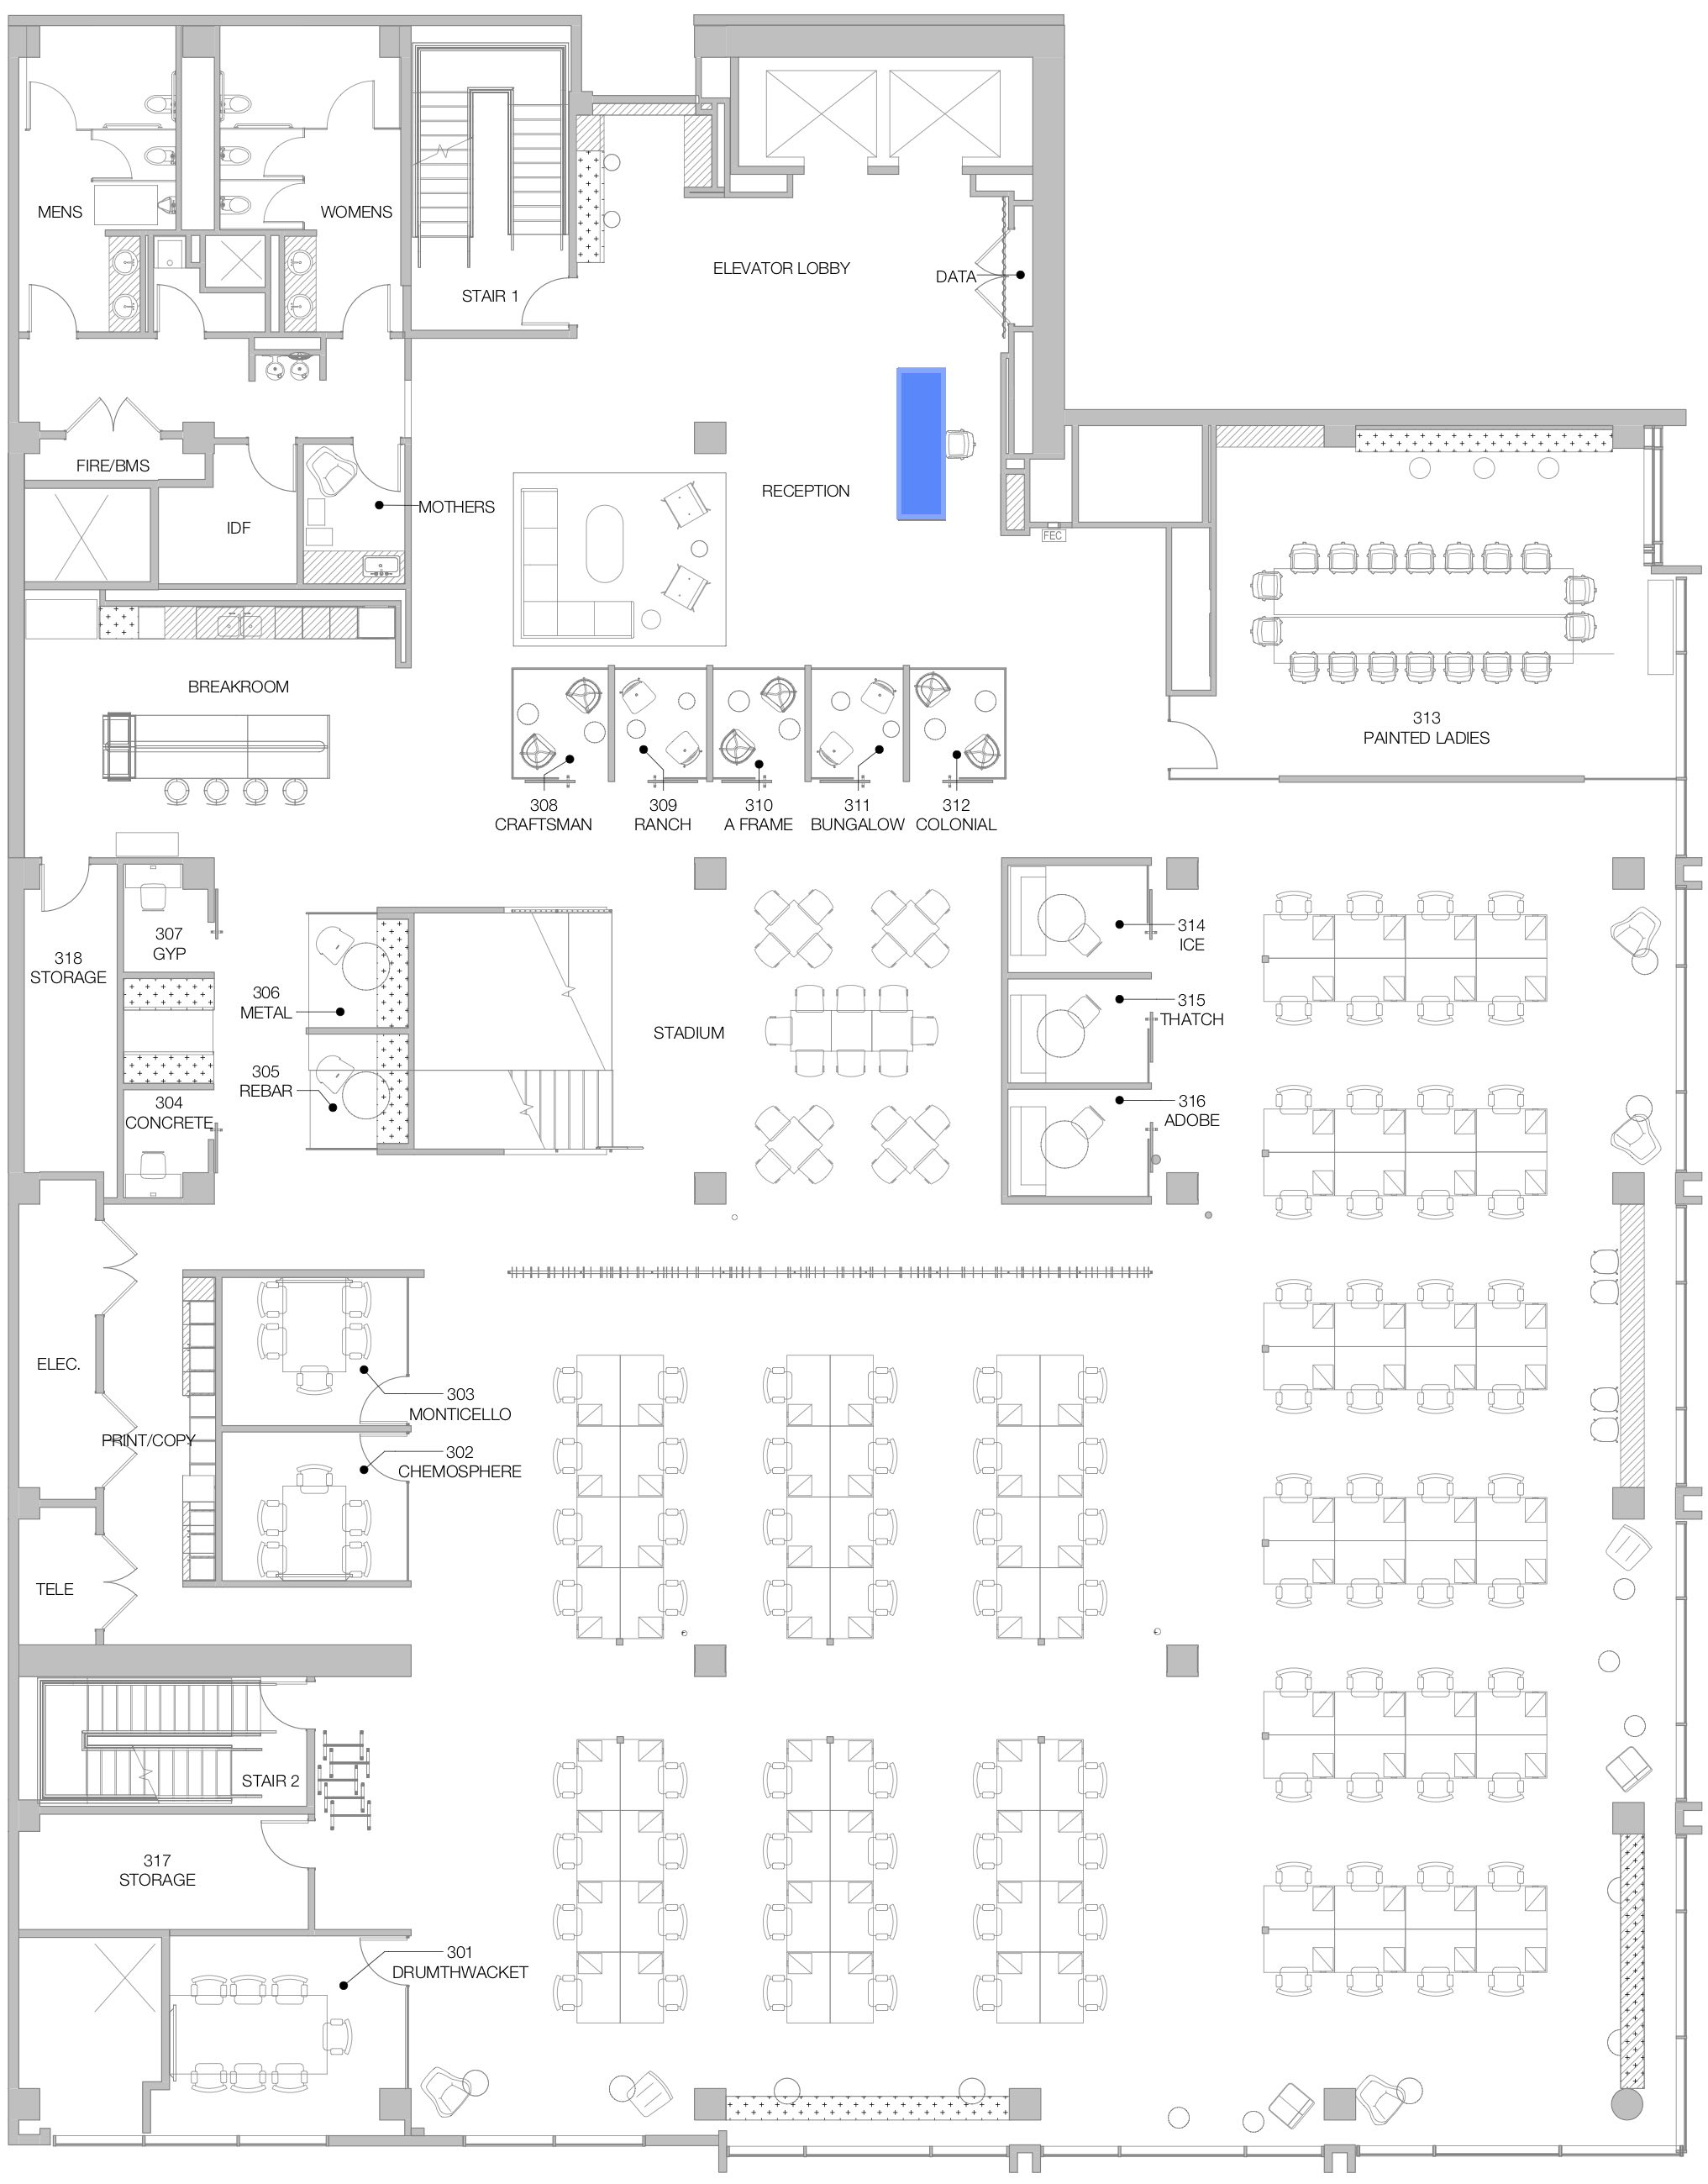 MENS
WOMENS
STAIR 1
ELEVATOR LOBBY
DATA
FIRE/BMS
MOTHERS
IDF
RECEPTION
FEC
BREAKROOM
313
PAINTED LADIES
308
CRAFTSMAN
309
RANCH
310
A FRAME
311
BUNGALOW
312
COLONIAL
307
GYP
318
STORAGE
306
METAL
305
REBAR
304
CONCRETE
STADIUM
314
ICE
315
THATCH
316
ADOBE
ELEC.
PRINT/COPY
303
MONTICELLO
302
CHEMOSPHERE
TELE
STAIR 2
317
STORAGE
301
DRUMTHWACKET